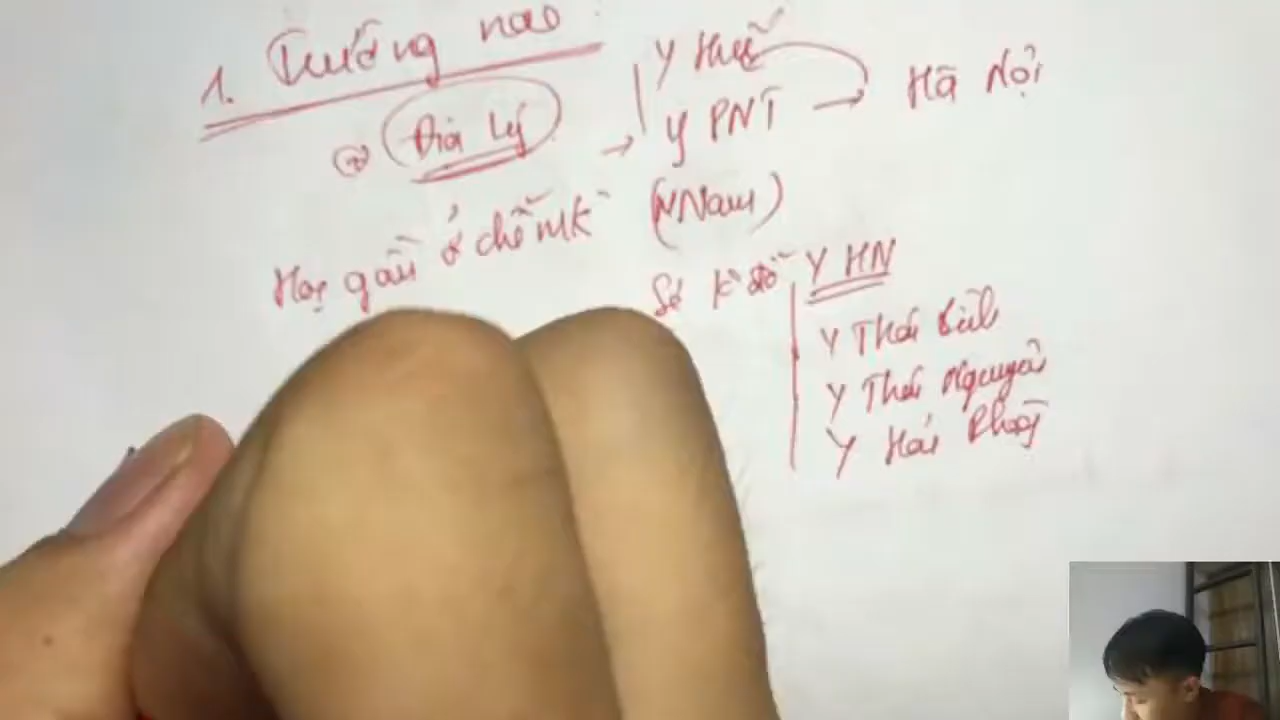 1. Trường nào
Địa Lý
→ Y Huế
Y PNT → Hà Nội
Học gần ở chỗ mk
(NNam)
Y HN
Y Thái Bình
Y Thái Nguyên
Y Hải Phòng